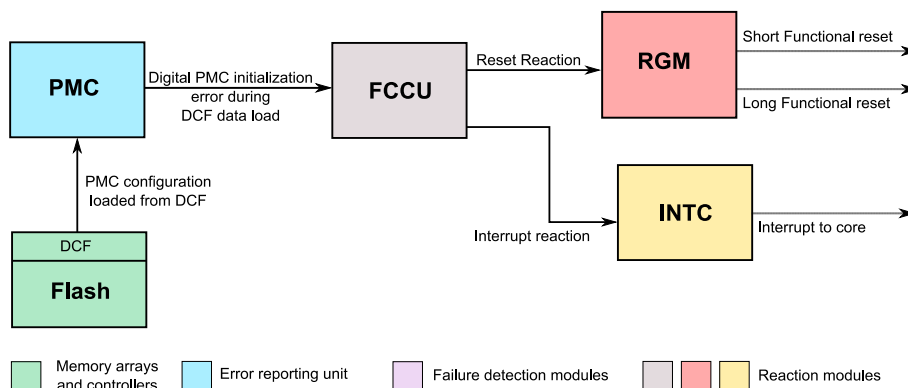 Short Functional reset
PMC
Digital PMC initialization
error during
DCF data load
FCCU
Reset Reaction
RGM
Long Functional reset
PMC configuration
loaded from DCF
INTC
Interrupt reaction
Interrupt to core
DCF
Flash
Memory arrays
and controllers
Error reporting unit
Failure detection modules
Reaction modules